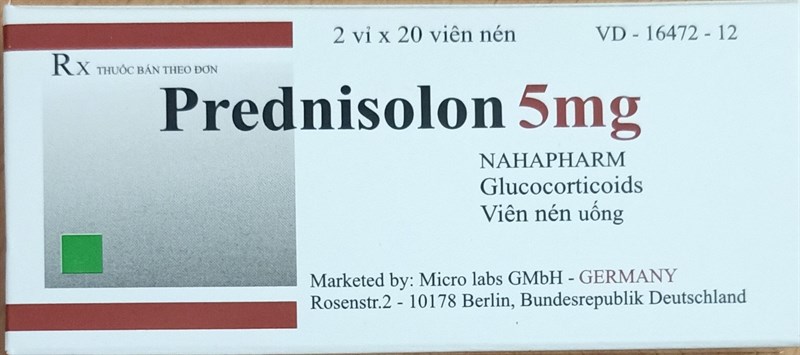 2 vỉ x 20 viên nén
VD - 16472 - 12
Rx THUỐC BÁN THEO ĐƠN
Prednisolon 5mg
NAHAPHARM
Glucocorticoids
Viên nén uống
Marketed by: Micro labs GMbH - GERMANY
Rosenstr.2 - 10178 Berlin, Bundesrepublik Deutschland